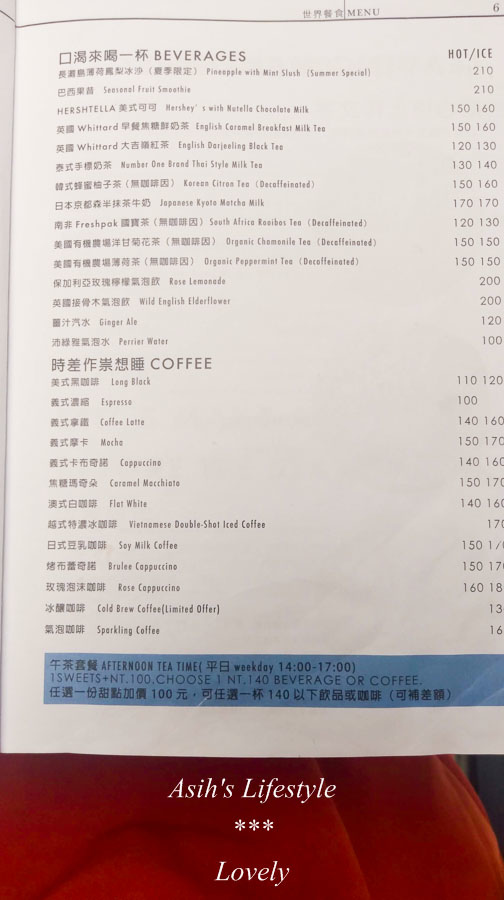 世界餐食 MENU 6
口渴來喝一杯 BEVERAGES HOT/ICE
長灘島薄荷鳳梨冰沙（夏季限定） Pineapple with Mint Slush (Summer Special) 210
巴西果昔 Seasonal Fruit Smoothie 210
HERSHTELLA 美式可可 Hershey's with Nutella Chocolate Milk 150 160
英國 Whittard 早餐焦糖鮮奶茶 English Caramel Breakfast Milk Tea 150 160
英國 Whittard 大吉嶺紅茶 English Darjeeling Black Tea 120 130
泰式手標奶茶 Number One Brand Thai Style Milk Tea 130 140
韓式蜂蜜柚子茶（無咖啡因） Korean Citron Tea (Decaffeinated) 150 160
日本京都森半抹茶牛奶 Japanese Kyoto Matcha Milk 170 170
南非 Freshpak 國寶茶（無咖啡因）South Africa Rooibos Tea (Decaffeinated) 120 130
美國有機農場洋甘菊花茶（無咖啡因） Organic Chamomile Tea (Decaffeinated) 150 150
美國有機農場薄荷茶（無咖啡因） Organic Peppermint Tea (Decaffeinated) 150 150
保加利亞玫瑰檸檬氣泡飲 Rose Lemonade 200
英國接骨木氣泡飲 Wild English Elderflower 200
薑汁汽水 Ginger Ale 120
沛綠雅氣泡水 Perrier Water 100
時差作祟想睡 COFFEE
美式黑咖啡 Long Black 110 120
義式濃縮 Espresso 100
義式拿鐵 Coffee Latte 140 160
義式摩卡 Mocha 150 170
義式卡布奇諾 Cappuccino 140 160
焦糖瑪奇朵 Caramel Macchiato 150 170
澳式白咖啡 Flat White 140 160
越式特濃冰咖啡 Vietnamese Double-Shot Iced Coffee 170
日式豆乳咖啡 Soy Milk Coffee 150
烤布蕾奇諾 Brulee Cappuccino 150 170
玫瑰泡沫咖啡 Rose Cappuccino 160 18
冰釀咖啡 Cold Brew Coffee(Limited Offer) 13
氣泡咖啡 Sparkling Coffee 16
午茶套餐 AFTERNOON TEA TIME( 平日 weekday 14:00-17:00)
1SWEETS+NT.100,CHOOSE 1 NT.140 BEVERAGE OR COFFEE.
任選一份甜點加價 100 元，可任選一杯 140 以下飲品或咖啡（可補差額）
Asih's Lifestyle
***
Lovely